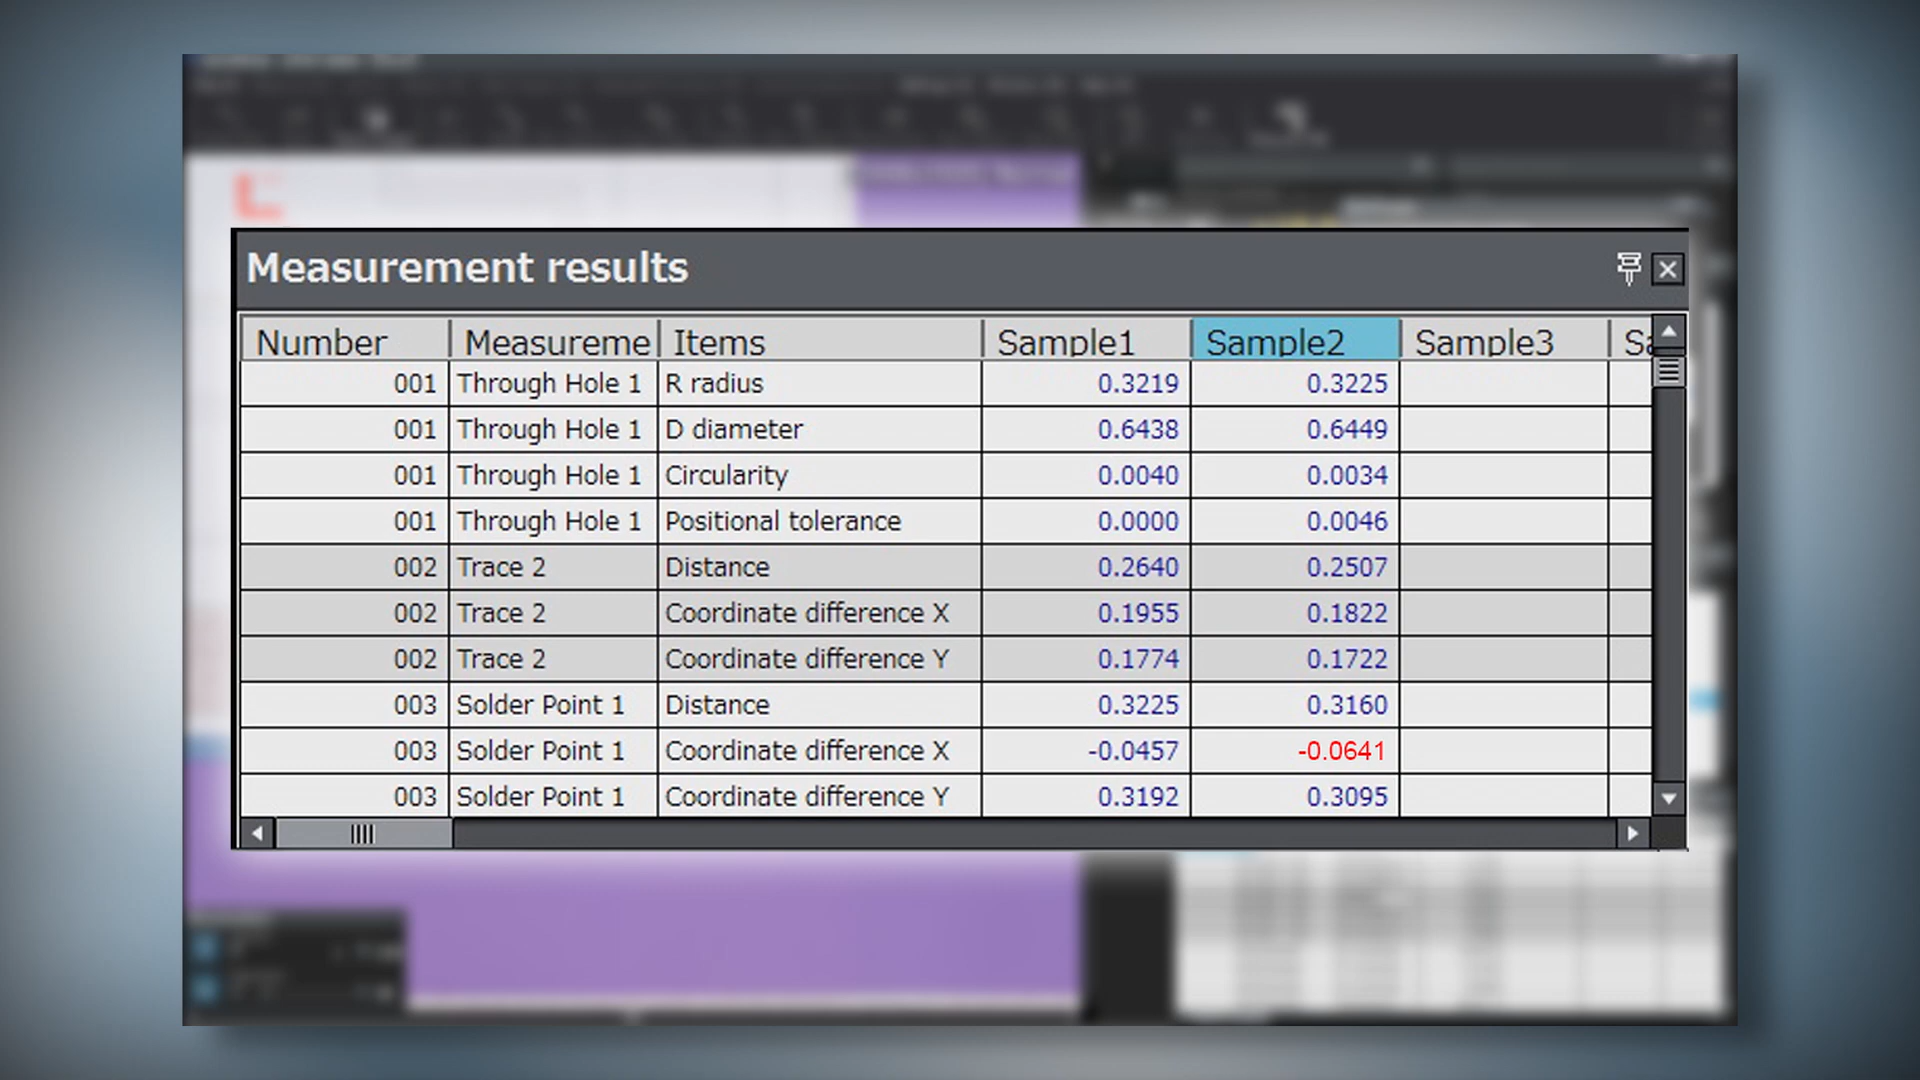 Measurement results
Number Measureme Items Sample1 Sample2 Sample3 Sa
001 Through Hole 1 R radius 0.3219 0.3225
001 Through Hole 1 D diameter 0.6438 0.6449
001 Through Hole 1 Circularity 0.0040 0.0034
001 Through Hole 1 Positional tolerance 0.0000 0.0046
002 Trace 2 Distance 0.2640 0.2507
002 Trace 2 Coordinate difference X 0.1955 0.1822
002 Trace 2 Coordinate difference Y 0.1774 0.1722
003 Solder Point 1 Distance 0.3225 0.3160
003 Solder Point 1 Coordinate difference X -0.0457 -0.0641
003 Solder Point 1 Coordinate difference Y 0.3192 0.3095